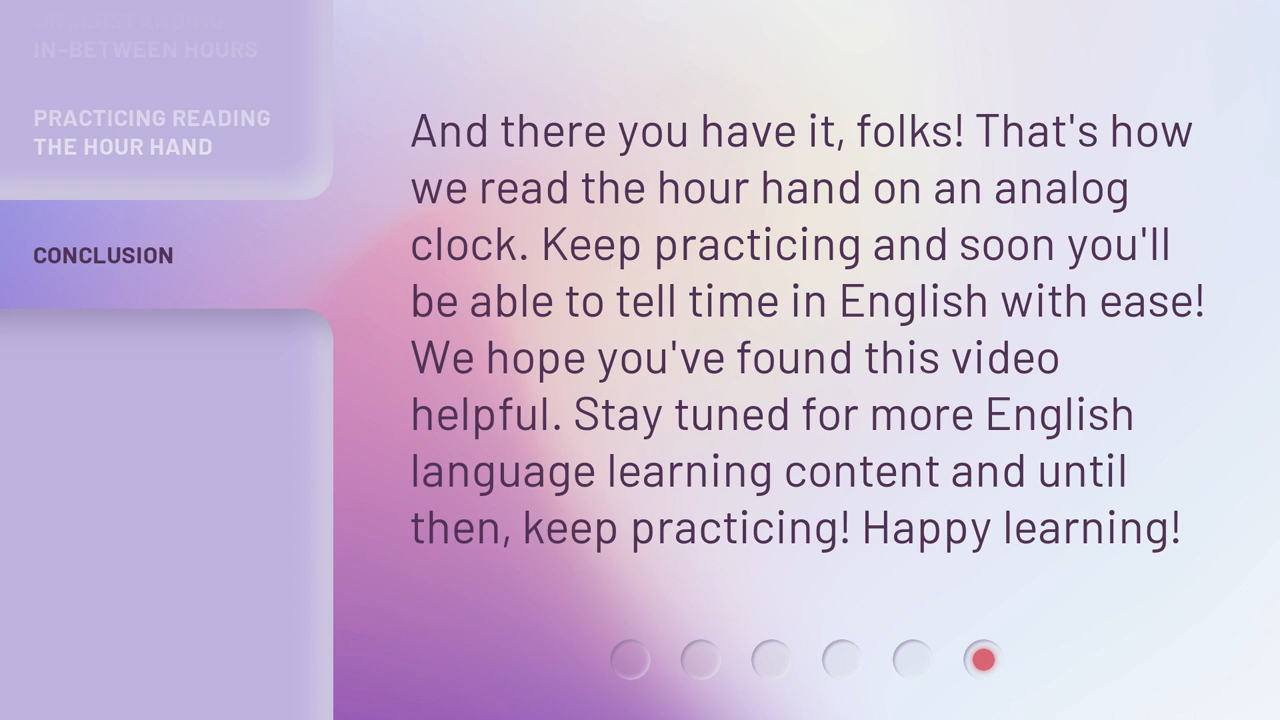 IN-BETWEEN HOURS
PRACTICING READING
THE HOUR HAND
CONCLUSION
And there you have it, folks! That's how
we read the hour hand on an analog
clock. Keep practicing and soon you'll
be able to tell time in English with ease!
We hope you've found this video
helpful. Stay tuned for more English
language learning content and until
then, keep practicing! Happy learning!